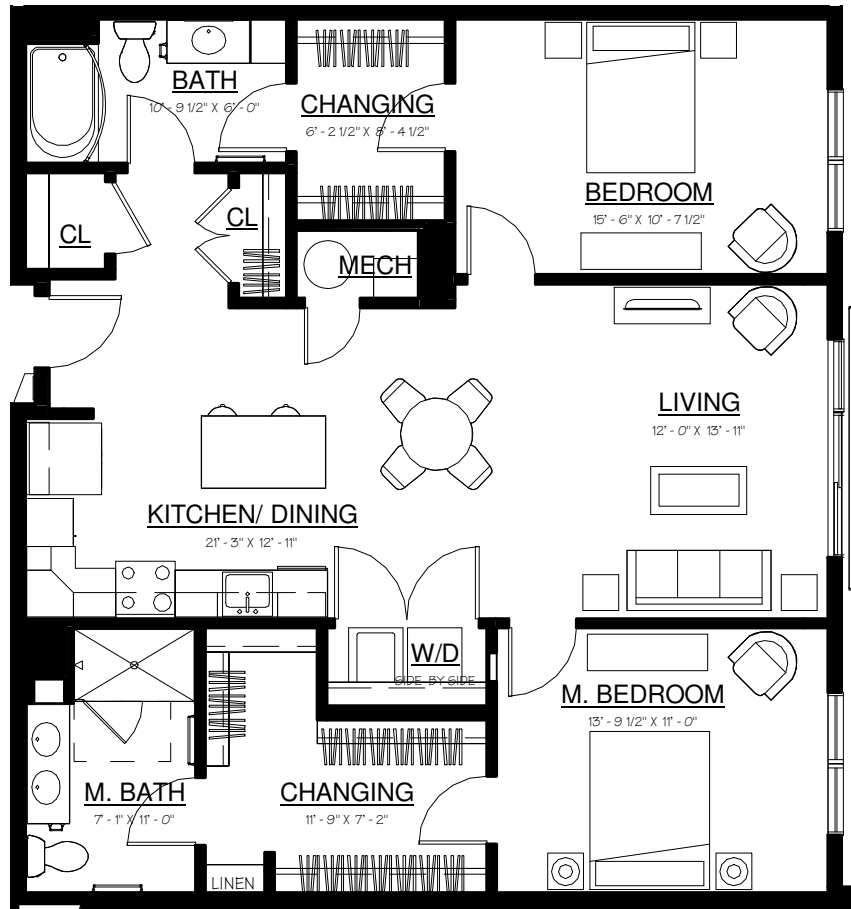 BATH
10' - 9 1/2" X 6' - 0"
CHANGING
6' - 2 1/2" X 8' - 4 1/2"
BEDROOM
15' - 6" X 10' - 7 1/2"
CL
CL
MECH
LIVING
12' - 0" X 13' - 11"
KITCHEN/ DINING
21' - 3" X 12' - 11"
W/D
SIDE BY SIDE
M. BEDROOM
13' - 9 1/2" X 11' - 0"
M. BATH
7' - 1" X 11' - 0"
CHANGING
11' - 9" X 7' - 2"
LINEN